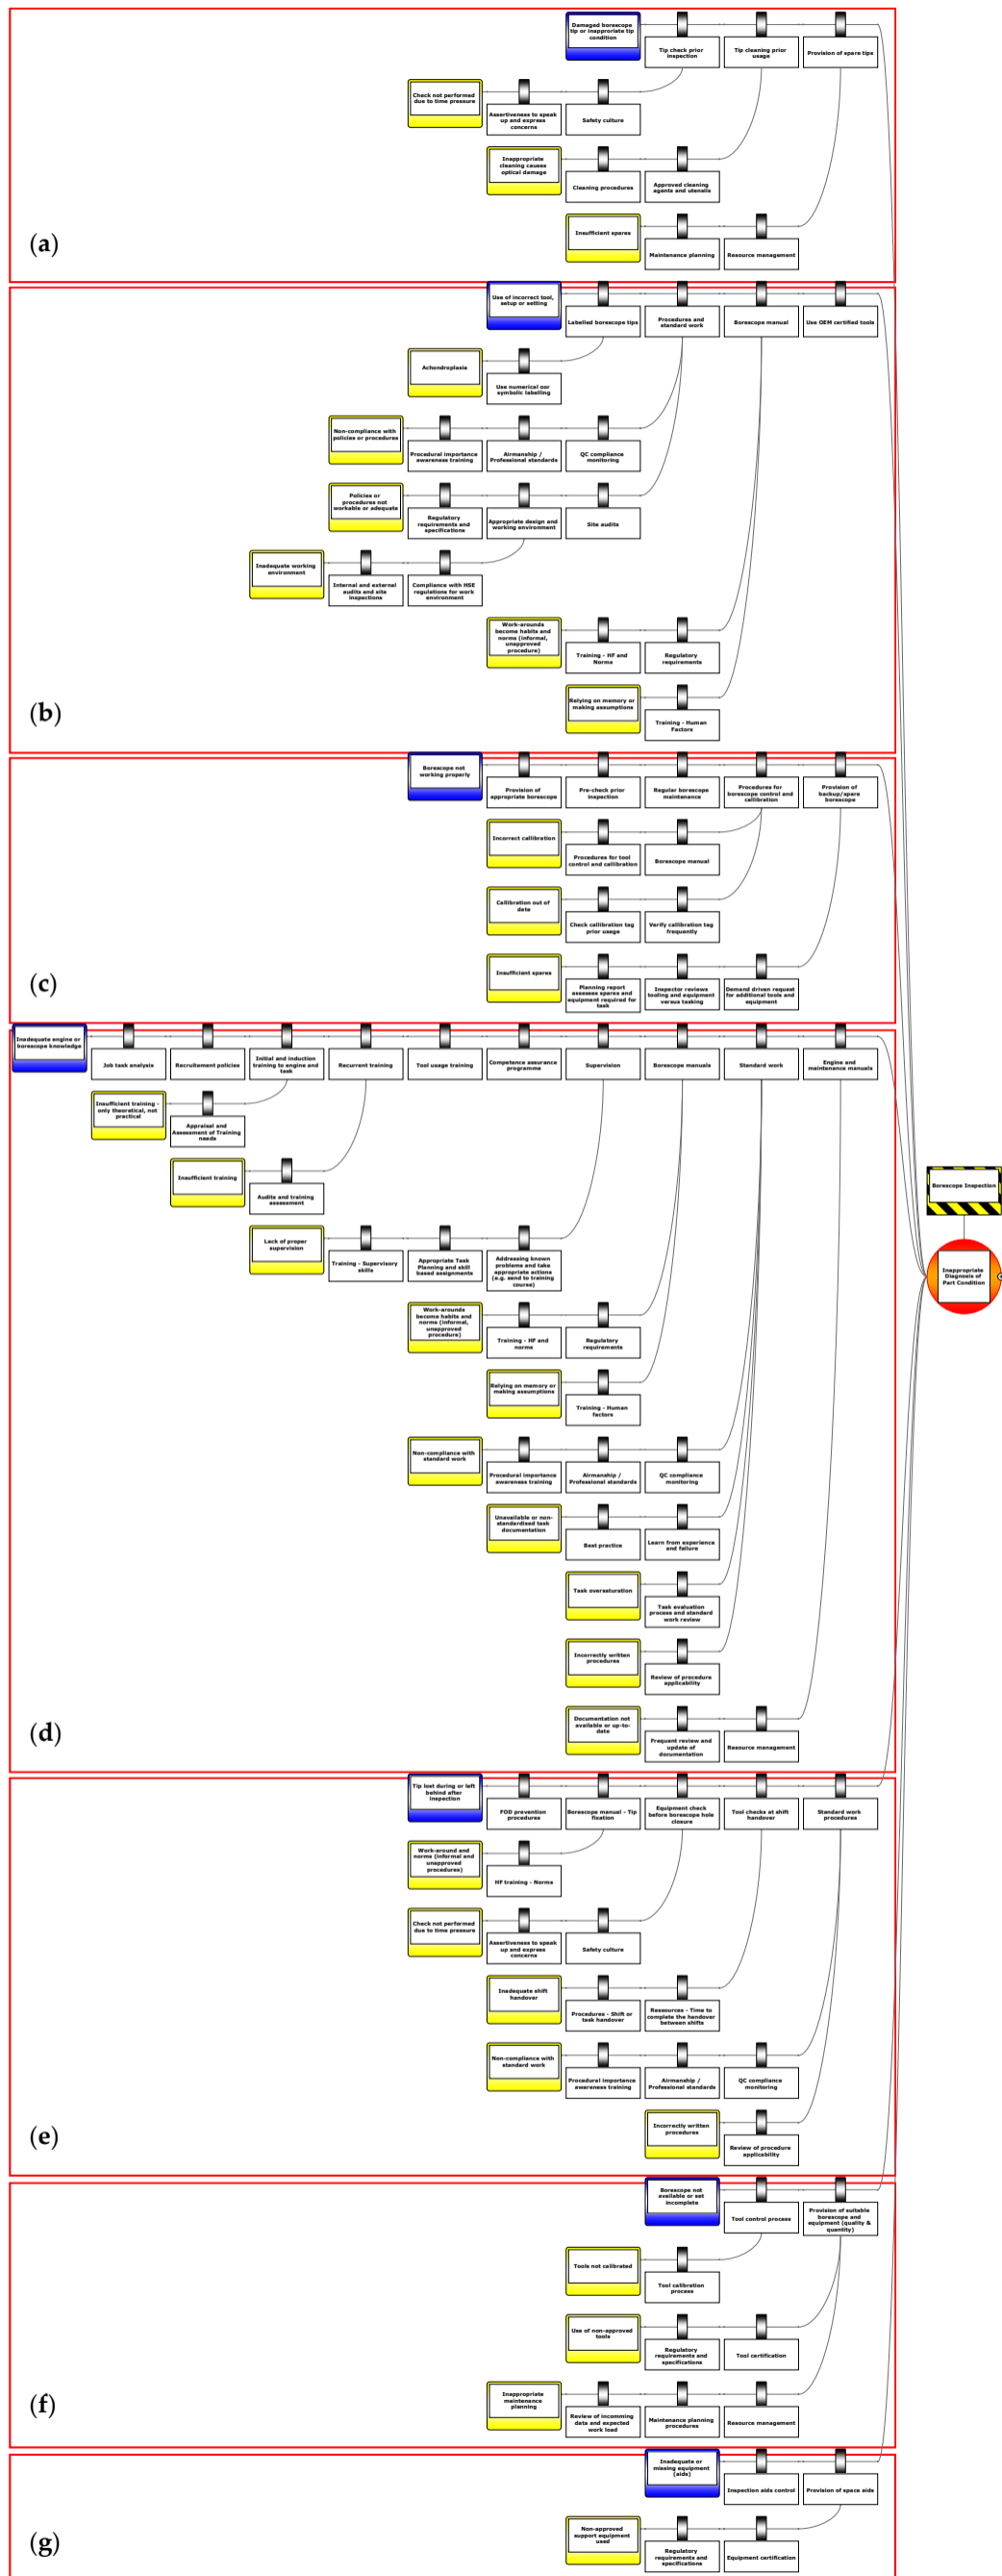 Damaged borescope
tip or inapproriate tip
condition
Tip check prior
inspection
Tip cleaning prior
usage
Provision of spare tips
Check not performed
due to time pressure
Assertiveness to speak
up and express
concerns
Safety culture
Inappropriate
cleaning causes
optical damage
Cleaning procedures
Approved cleaning
agents and utensils
Insufficient spares
Maintenance planning
Resource management
(a)
Use of incorrect tool,
setup or setting
Labelled borescope tips
Procedures and
standard work
Borescope manual
Use OEM certified tools
Achondroplasia
Use numerical oor
symbolic labelling
Non-compliance with
policies or procedures
Procedural importance
awareness training
Airmanship /
Professional standards
QC compliance
monitoring
Policies or
procedures not
workable or adequate
Regulatory
requirements and
specifications
Appropriate design and
working environment
Site audits
Inadequate working
environment
Internal and external
audits and site
inspections
Compliance with HSE
regulations for work
environment
Work-arounds
become habits and
norms (informal,
unapproved
procedure)
Training - HF and
Norms
Regulatory
requirements
Relying on memory or
making assumptions
Training - Human
Factors
(b)
Borescope not
working properly
Provision of
appropriate borescope
Pre-check prior
inspection
Regular borescope
maintenance
Procedures for
borescope control and
callibration
Provision of
backup/spare
borescope
Incorrect callibration
Procedures for tool
control and callibration
Borescope manual
Callibration out of
date
Check callibration tag
prior usage
Verify callibration tag
frequently
Insufficient spares
Planning report
assesses spares and
equipment required for
task
Inspector reviews
tooling and equipment
versus tasking
Demand driven request
for additional tools and
equipment
(c)
Inadequate engine or
borescope knowledge
Job task analysis
Recruitement policies
Initial and induction
training to engine and
task
Recurrent training
Tool usage training
Competence assurance
programme
Supervision
Borescope manuals
Standard work
Engine and
maintenance manuals
Insufficient training -
only theoretical, not
practical
Appraisel and
Assessment of Training
needs
Insufficient training
Audits and training
assessment
Lack of proper
supervision
Training - Supervisory
skills
Appropriate Task
Planning and skill
based assignments
Addressing known
problems and take
appropriate actions
(e.g. send to training
course)
Borescope Inspection
Inappropriate
Diagnosis of
Part Condition
Work-arounds
become habits and
norms (informal,
unapproved
procedure)
Training - HF and
norms
Regulatory
requirements
Relying on memory or
making assumptions
Training - Human
factors
Non-compliance with
standard work
Procedural importance
awareness training
Airmanship /
Professional standards
QC compliance
monitoring
Unavailable or non-
standardised task
documentation
Best practice
Learn from experience
and failure
Task oversaturation
Task evaluation
process and standard
work review
Incorrectly written
procedures
Review of procedure
applicability
Documentation not
available or up-to-
date
Frequent review and
update of
documentation
Resource management
(d)
Tip lost during or left
behind after
inspection
FOD prevention
procedures
Borescope manual - Tip
fixation
Equipment check
before borescope hole
closure
Tool checks at shift
handover
Standard work
procedures
Work-around and
norms (informal and
unapproved
procedures)
HF training - Norms
Check not performed
due to time pressure
Assertiveness to speak
up and express
concerns
Safety culture
Inadequate shift
handover
Procedures - Shift or
task handover
Ressources - Time to
complete the handover
between shifts
Non-compliance with
standard work
Procedural importance
awareness training
Airmanship /
Professional standards
QC compliance
monitoring
Incorrectly written
procedures
Review of procedure
applicability
(e)
Borescope not
available or set
incomplete
Tool control process
Provision of suitable
borescope and
equipment (quality &
quantity)
Tools not calibrated
Tool calibration
process
Use of non-approved
tools
Regulatory
requirements and
specifications
Tool certification
Inappropriate
maintenance
planning
Review of incomming
data and expected
work load
Maintenance planning
procedures
Resource management
(f)
Inadequate or
missing equipment
(aids)
Inspection aids control
Provision of space aids
Non-approved
support equipment
used
Regulatory
requirements and
specifications
Equipment certification
(g)